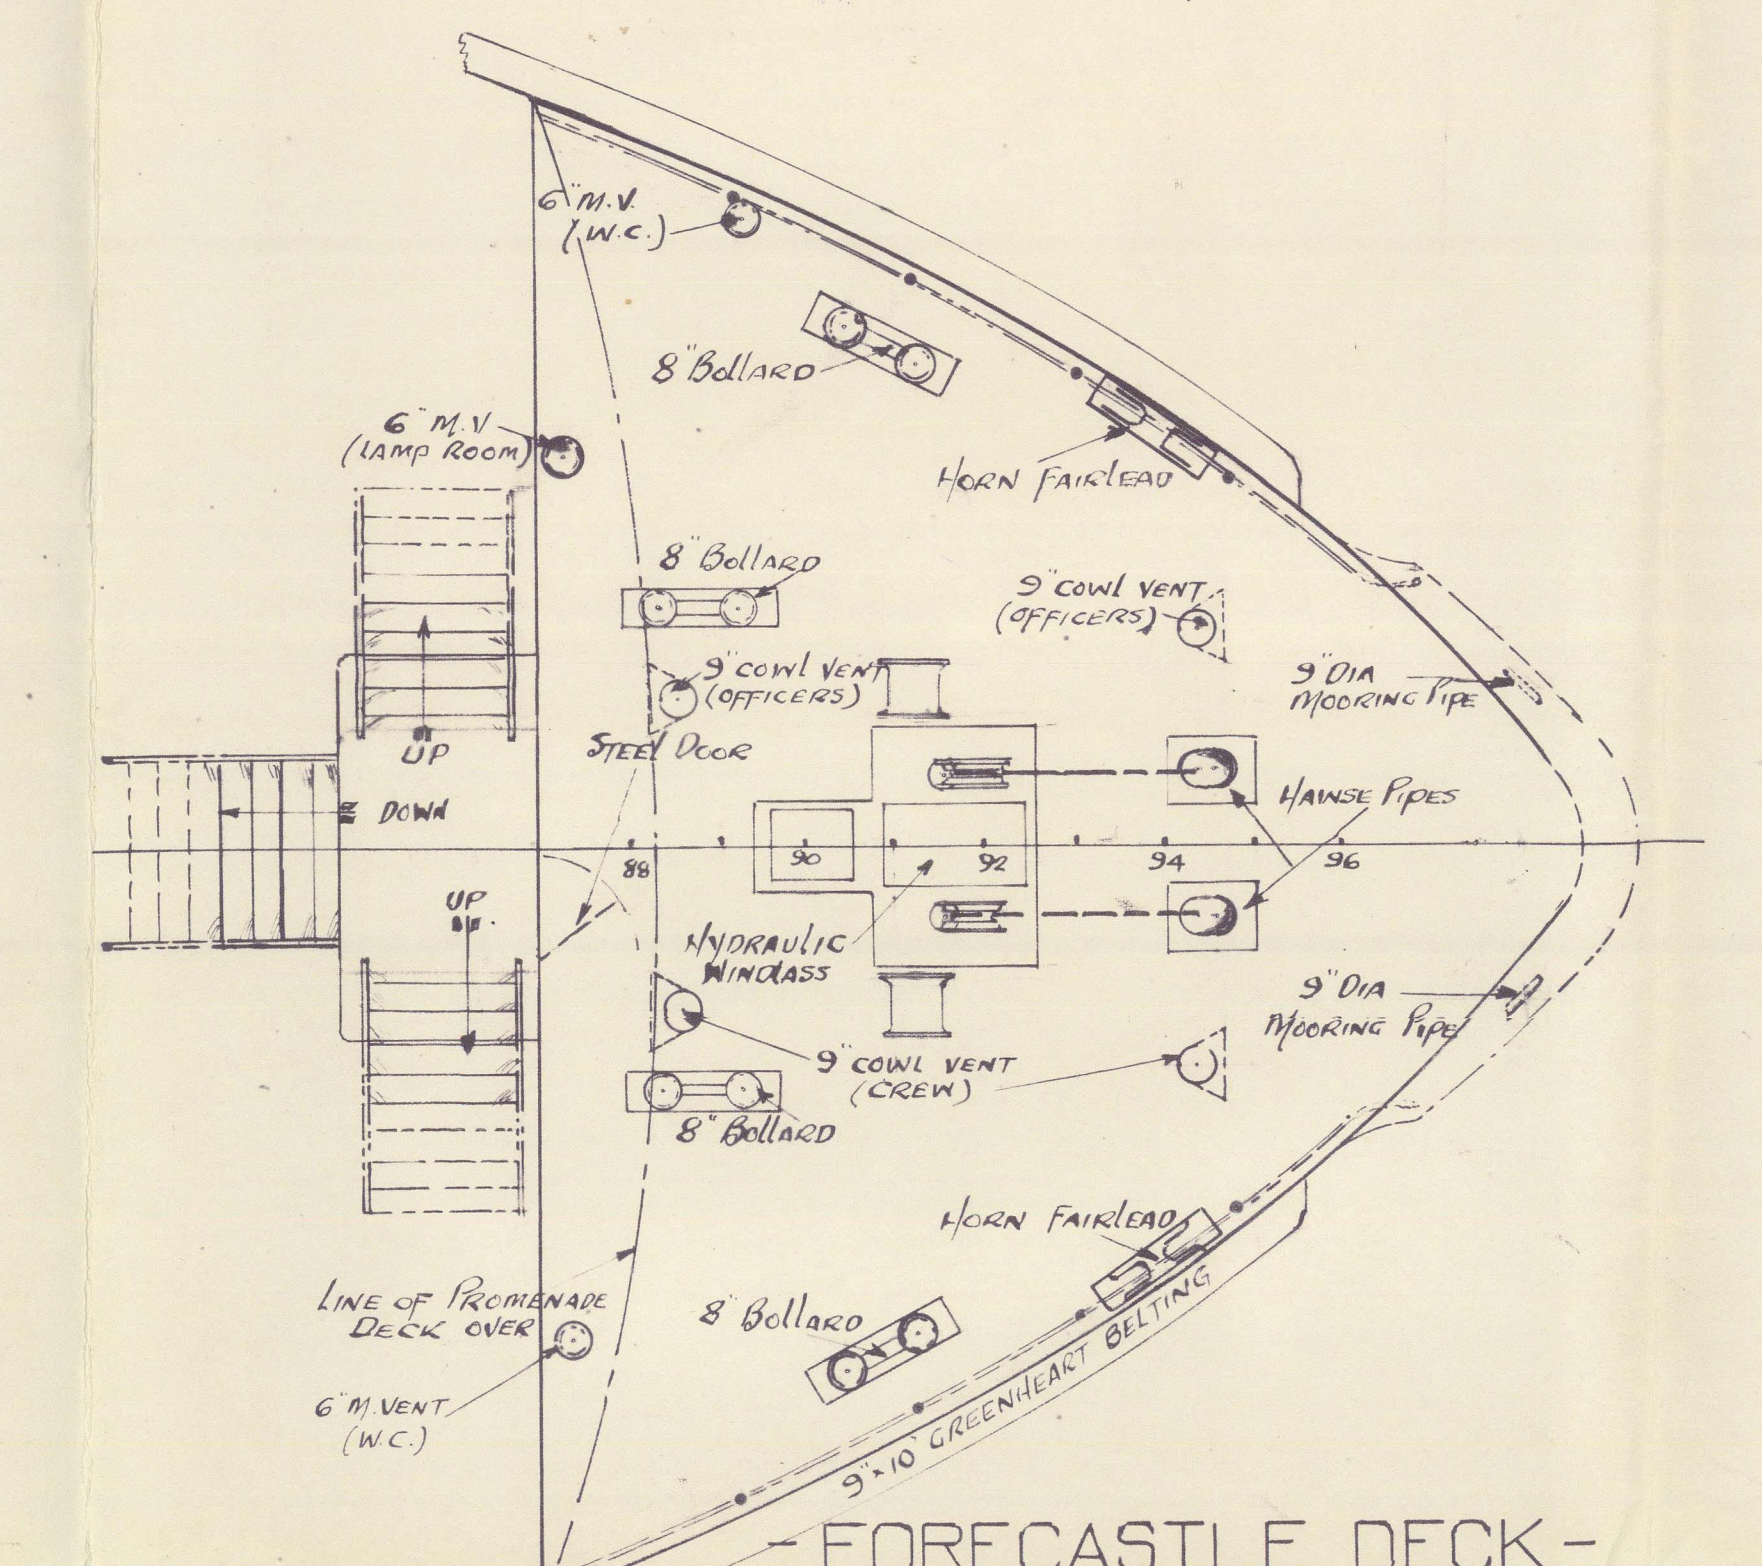 6" M.V.
(W.C.)
8" BollARD
6" M.V
(LAMP ROOM)
HORN FAIRLEAD
8" BollARD
9" COWL VENT
(OFFICERS)
9" COWL VENT
(OFFICERS)
9" DIA
MOORING PIPE
STEEL DOOR
UP
HAWSE PIPES
DOWN
88
90
92
94
96
UP
HYDRAULIC
WINDLASS
9" DIA
MOORING PIPE
9" COWL VENT
(CREW)
8" BollARD
HORN FAIRLEAD
LINE OF PROMENADE
DECK OVER
8" BollARD
6" M. VENT
(W.C.)
9" x 10" GREENHEART BELTING
- FORECASTLE DECK -